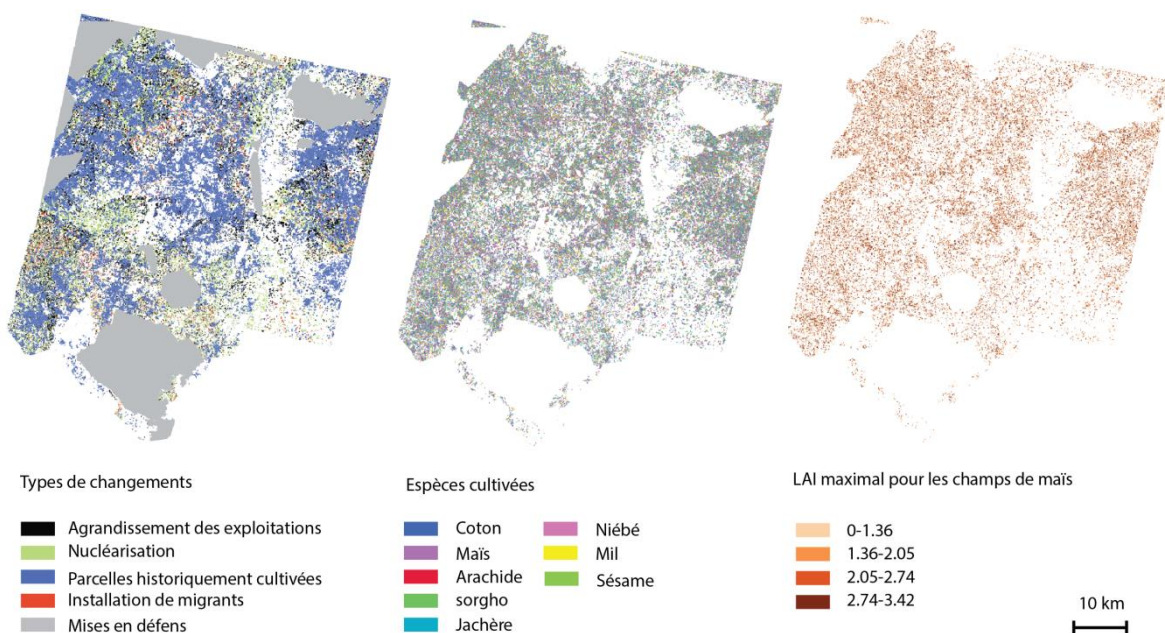 Types de changements
Agrandissement des exploitations
Nucléarisation
Parcelles historiquement cultivées
Installation de migrants
Mises en défens
Espèces cultivées
Coton
Maïs
Arachide
sorgho
Jachère
Niébé
Mil
Sésame
LAI maximal pour les champs de maïs
0-1.36
1.36-2.05
2.05-2.74
2.74-3.42
10 km